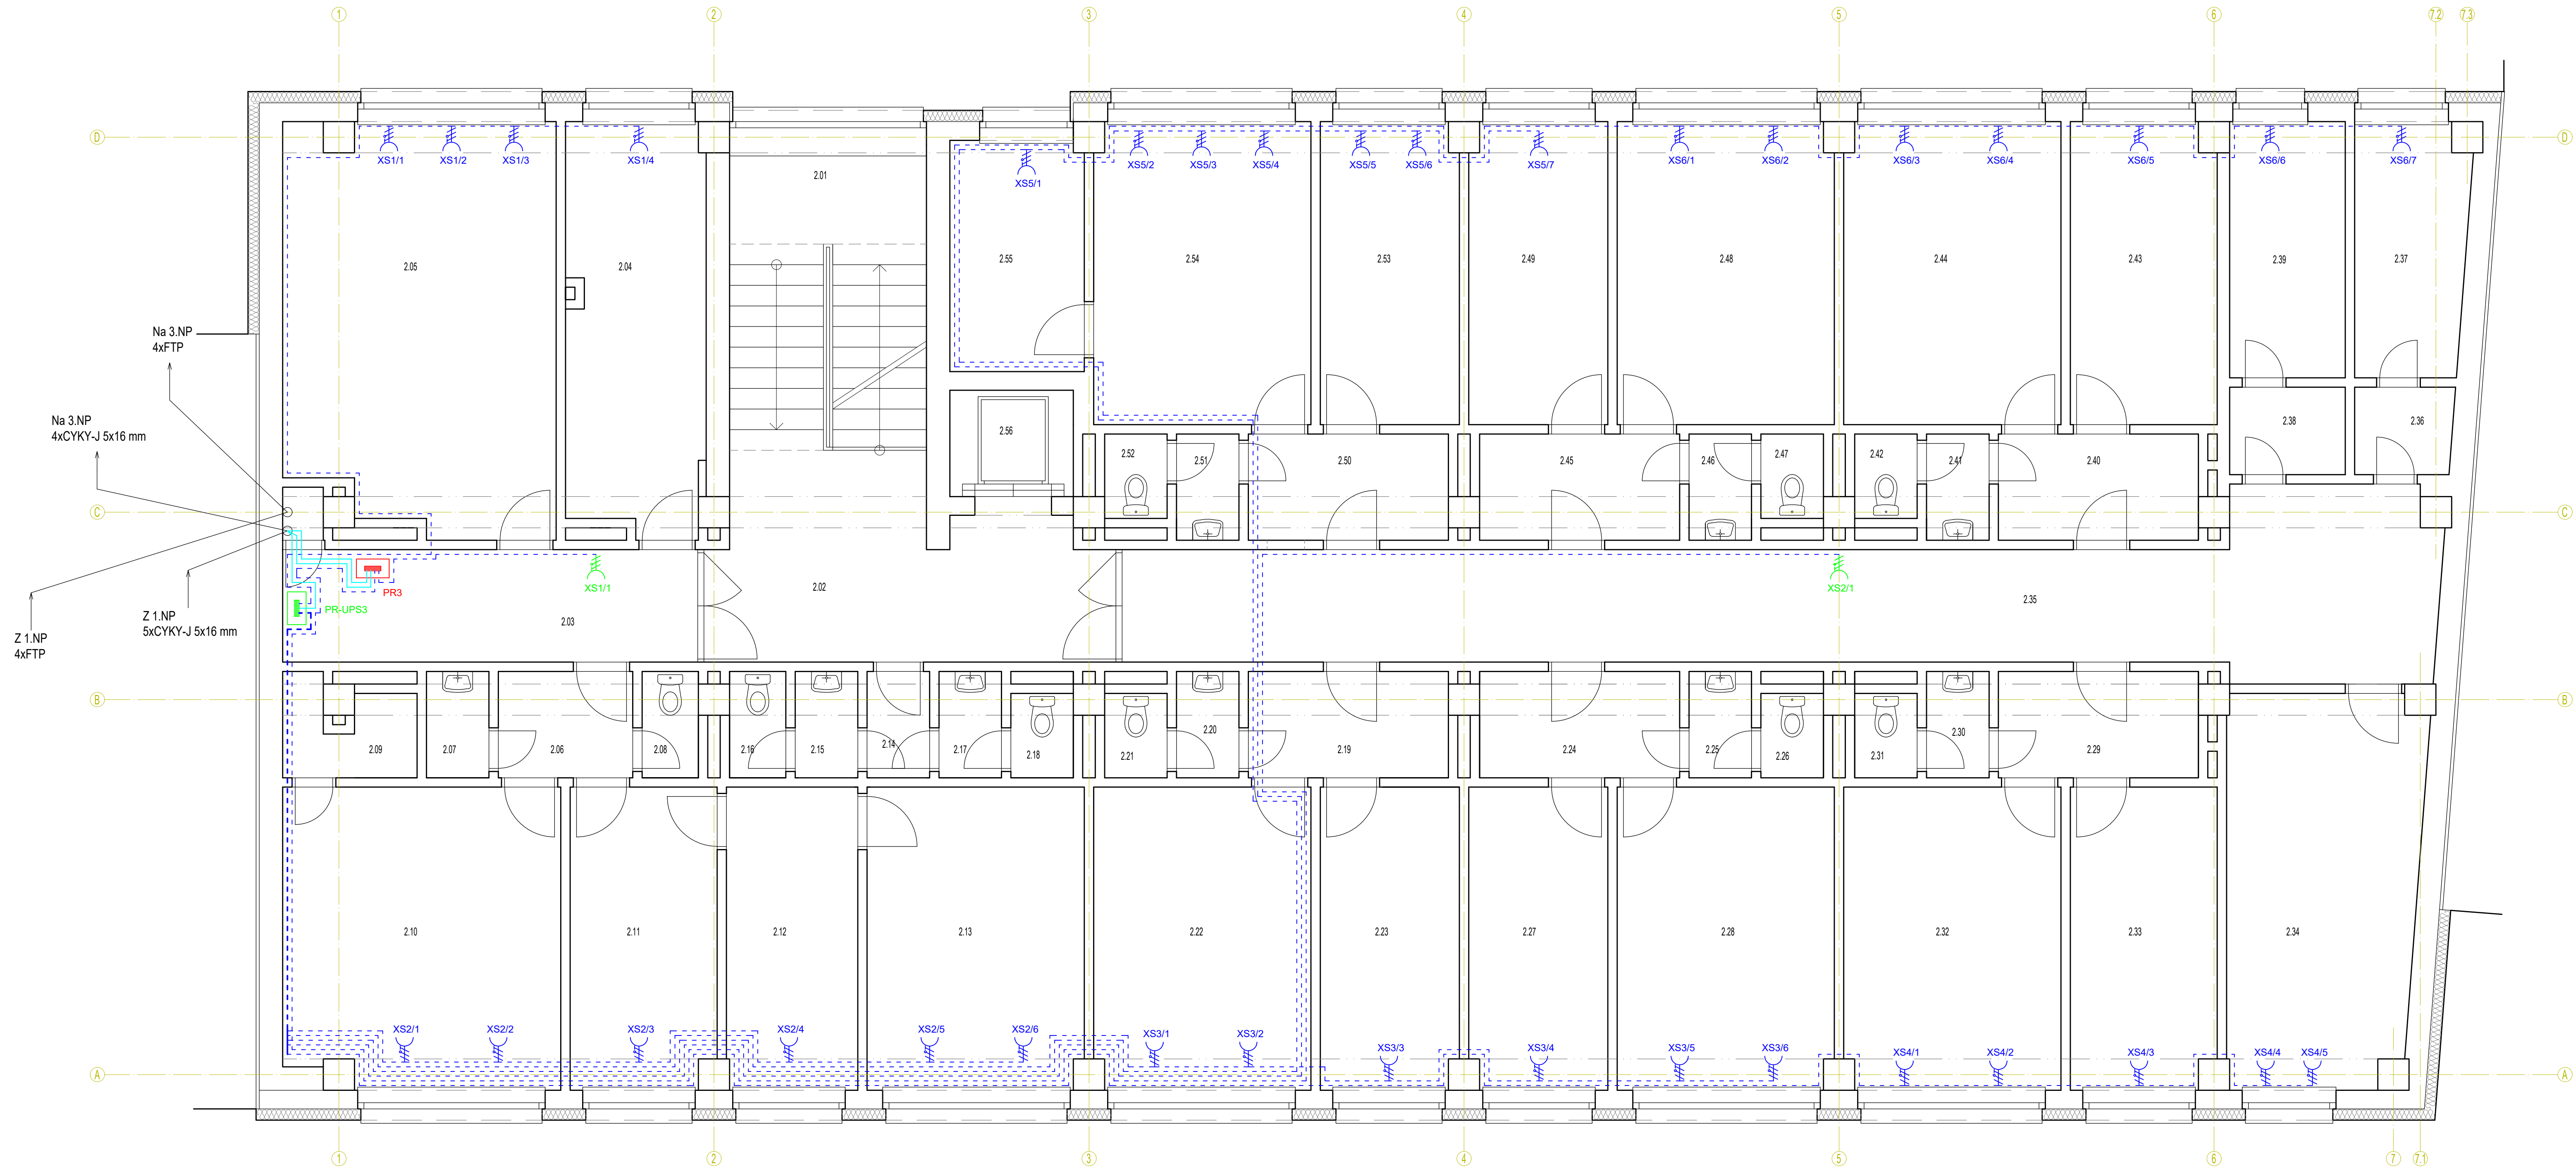 1 2 3 4 5 6 7.2 7.3
D D
XS1/1 XS1/2 XS1/3 XS1/4
XS5/1 XS5/2 XS5/3 XS5/4 XS5/5 XS5/6 XS5/7
XS6/1 XS6/2 XS6/3 XS6/4 XS6/5 XS6/6 XS6/7
2.01
2.05 2.04 2.55 2.54 2.53 2.49 2.48 2.44 2.43 2.39 2.37
Na 3.NP
4xFTP
Na 3.NP
4xCYKY-J 5x16 mm
2.56 2.52 2.51 2.50 2.45 2.46 2.47 2.42 2.41 2.40 2.38 2.36
C C
XS1/1
XS2/1
2.02
2.35
PR3
PR-UPS3
2.03
Z 1.NP
5xCYKY-J 5x16 mm
Z 1.NP
4xFTP
B B
2.09 2.07 2.06 2.08 2.16 2.15 2.14 2.17 2.18 2.21 2.20 2.19 2.24 2.25 2.26 2.31 2.30 2.29
2.10 2.11 2.12 2.13 2.22 2.23 2.27 2.28 2.32 2.33 2.34
XS2/1 XS2/2 XS2/3 XS2/4 XS2/5 XS2/6
XS3/1 XS3/2 XS3/3 XS3/4 XS3/5 XS3/6
XS4/1 XS4/2 XS4/3 XS4/4 XS4/5
A A
1 2 3 4 5 6 7 7.1